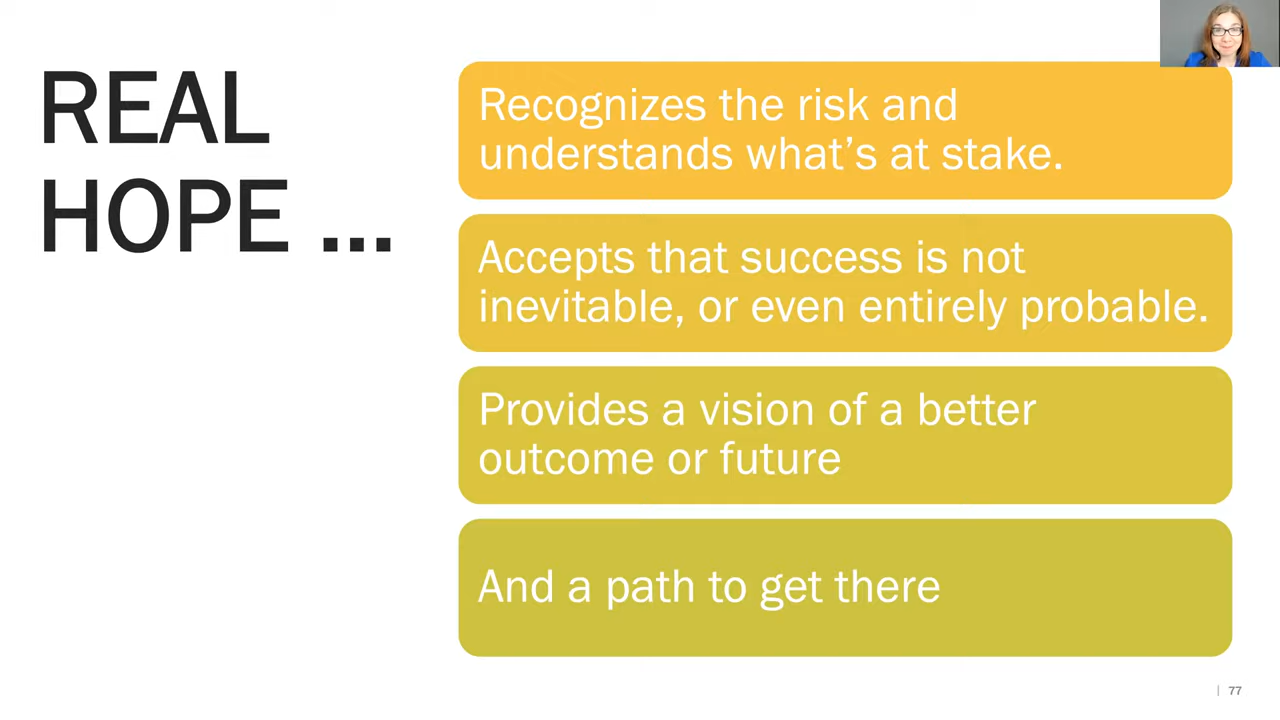 REAL
HOPE ...
Recognizes the risk and
understands what’s at stake.
Accepts that success is not
inevitable, or even entirely probable.
Provides a vision of a better
outcome or future
And a path to get there
| 77